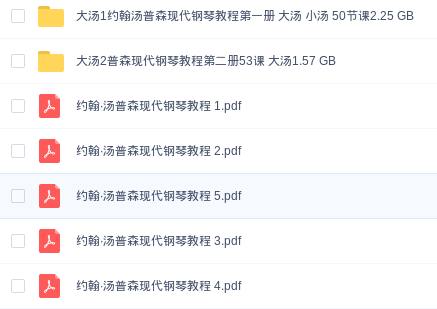 大汤1约翰汤普森现代钢琴教程第一册 大汤 小汤 50节课2.25 GB
大汤2普森现代钢琴教程第二册53课 大汤1.57 GB
约翰·汤普森现代钢琴教程 1.pdf
约翰·汤普森现代钢琴教程 2.pdf
约翰·汤普森现代钢琴教程 5.pdf
约翰·汤普森现代钢琴教程 3.pdf
约翰·汤普森现代钢琴教程 4.pdf